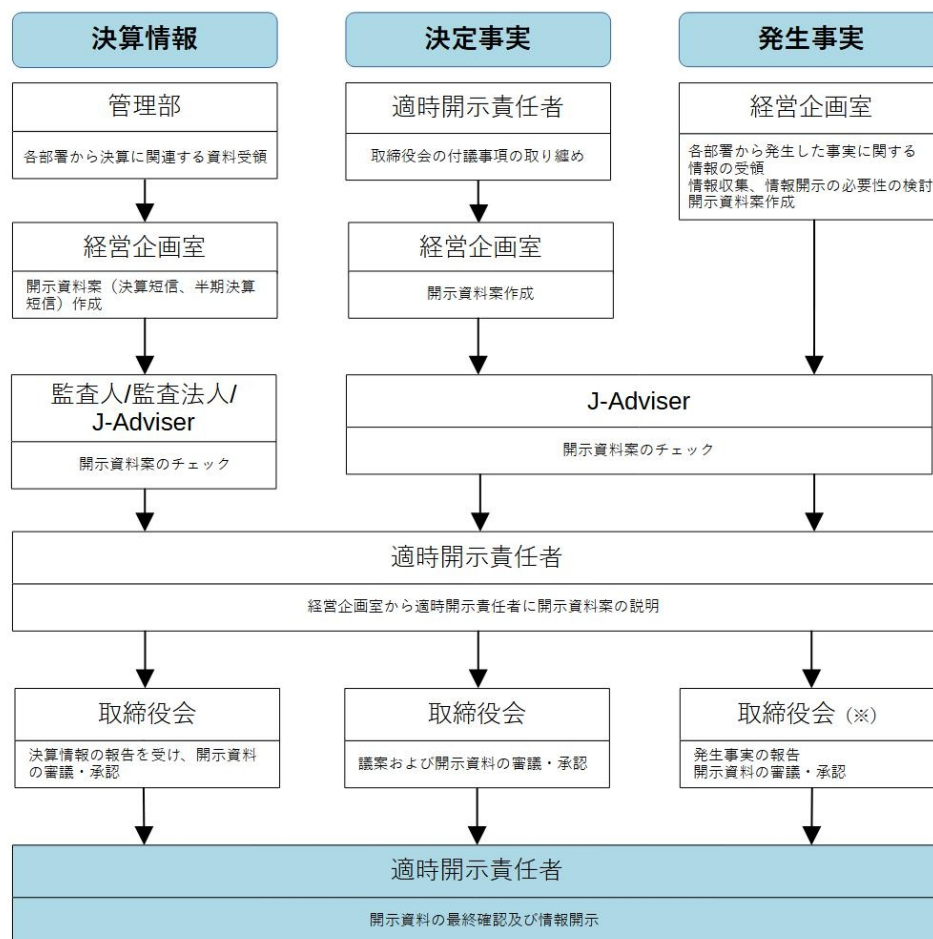 決算情報
決定事実
発生事実
管理部
各部署から決算に関連する資料受領
適時開示責任者
取締役会の付議事項の取り纏め
経営企画室
各部署から発生した事実に関する
情報の受領
情報収集、情報開示の必要性の検討
開示資料案作成
経営企画室
開示資料案（決算短信、半期決算
短信）作成
経営企画室
開示資料案作成
監査人/監査法人/
J-Adviser
開示資料案のチェック
J-Adviser
開示資料案のチェック
適時開示責任者
経営企画室から適時開示責任者に開示資料案の説明
取締役会
決算情報の報告を受け、開示資料
の審議・承認
取締役会
議案および開示資料の審議・承認
取締役会（※）
発生事実の報告
開示資料の審議・承認
適時開示責任者
開示資料の最終確認及び情報開示